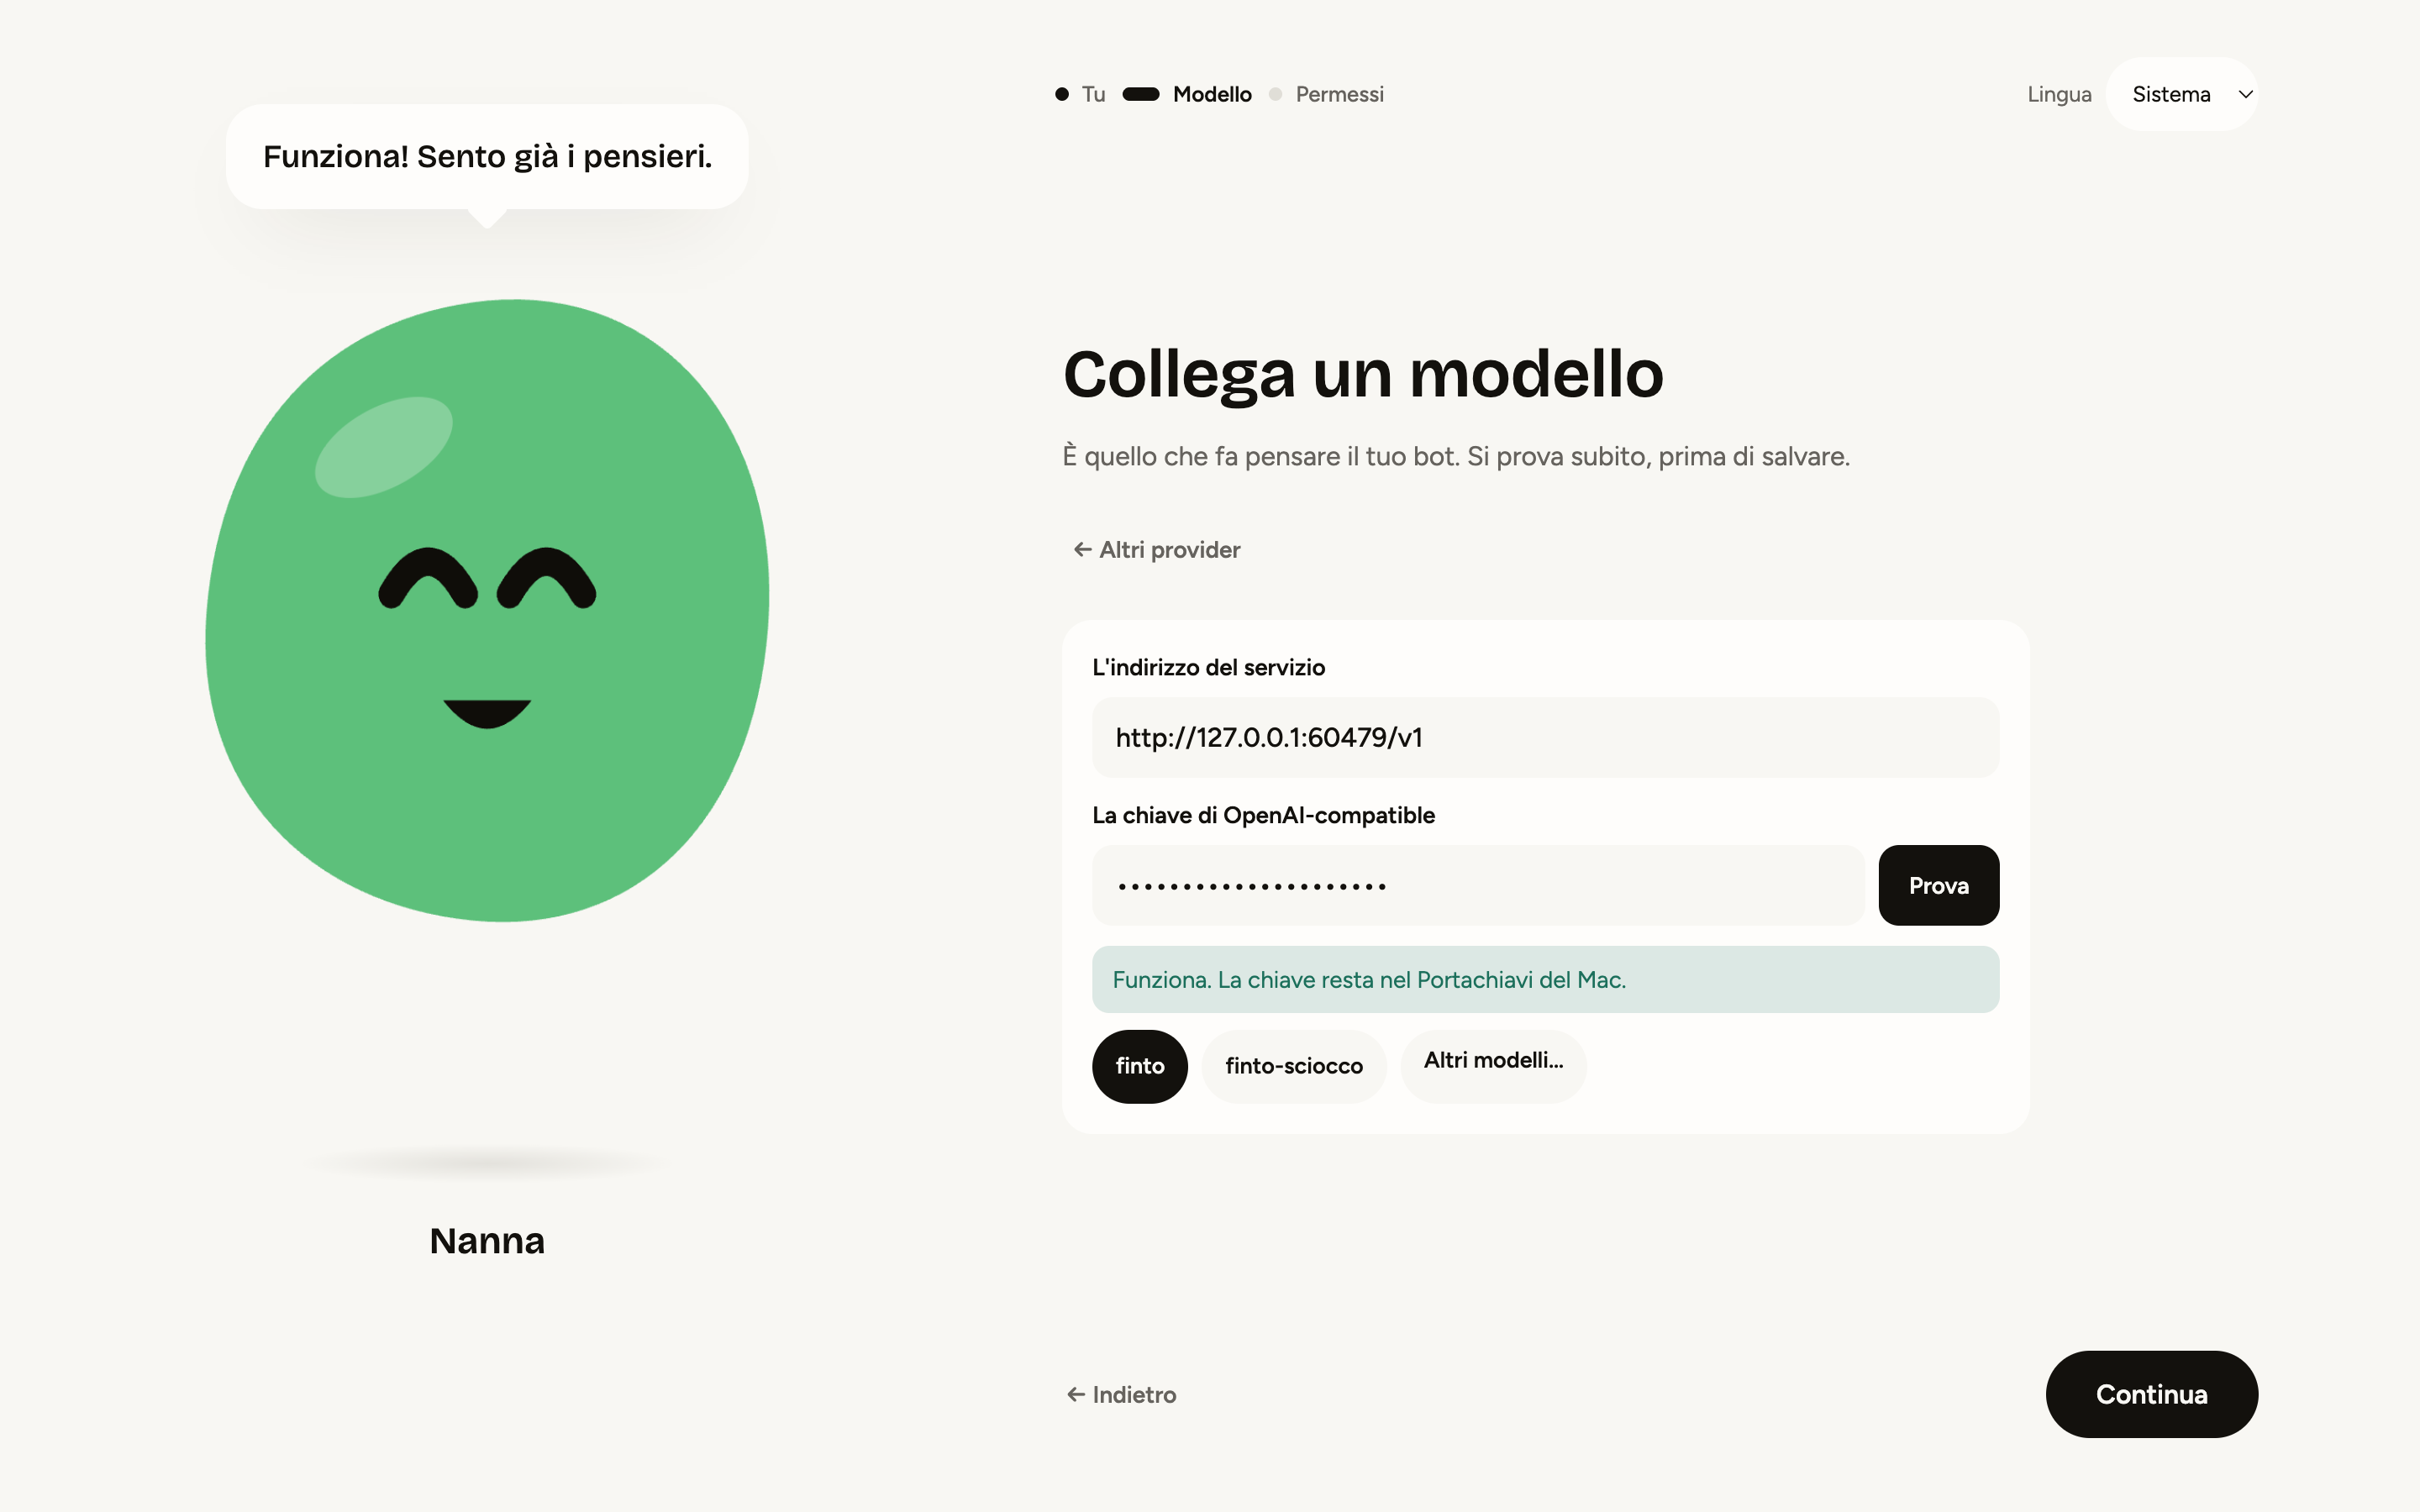 Tu Modello Permessi
Lingua Sistema
Funziona! Sento già i pensieri.
Collega un modello
È quello che fa pensare il tuo bot. Si prova subito, prima di salvare.
← Altri provider
L'indirizzo del servizio
http://127.0.0.1:60479/v1
La chiave di OpenAI-compatible
•••••••••••••••••••••
Prova
Funziona. La chiave resta nel Portachiavi del Mac.
finto finto-sciocco Altri modelli...
Nanna
← Indietro
Continua